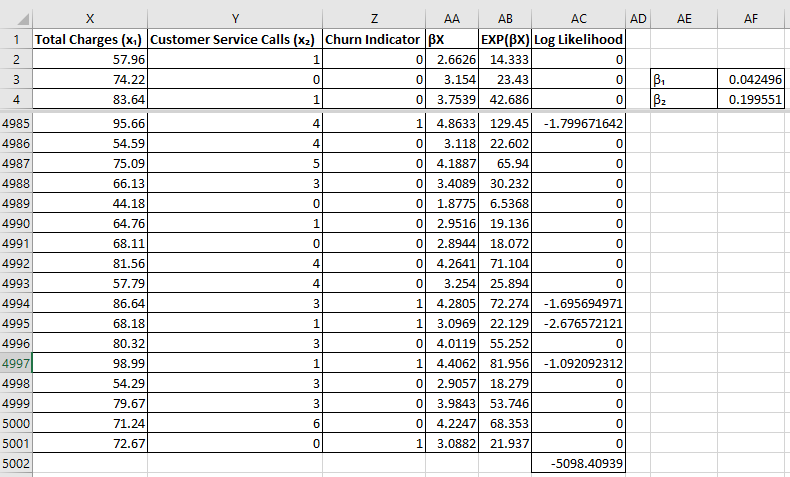 X Y Z AA AB AC AD AE AF
1 Total Charges (x₁) Customer Service Calls (x₂) Churn Indicator βX EXP(βX) Log Likelihood
2 57.96 1 0 2.6626 14.333 0
3 74.22 0 0 3.154 23.43 0 β₁ 0.042496
4 83.64 1 0 3.7539 42.686 0 β₂ 0.199551
4985 95.66 4 1 4.8633 129.45 -1.799671642
4986 54.59 4 0 3.118 22.602 0
4987 75.09 5 0 4.1887 65.94 0
4988 66.13 3 0 3.4089 30.232 0
4989 44.18 0 0 1.8775 6.5368 0
4990 64.76 1 0 2.9516 19.136 0
4991 68.11 0 0 2.8944 18.072 0
4992 81.56 4 0 4.2641 71.104 0
4993 57.79 4 0 3.254 25.894 0
4994 86.64 3 1 4.2805 72.274 -1.695694971
4995 68.18 1 1 3.0969 22.129 -2.676572121
4996 80.32 3 0 4.0119 55.252 0
4997 98.99 1 1 4.4062 81.956 -1.092092312
4998 54.29 3 0 2.9057 18.279 0
4999 79.67 3 0 3.9843 53.746 0
5000 71.24 6 0 4.2247 68.353 0
5001 72.67 0 1 3.0882 21.937 0
5002 -5098.40939